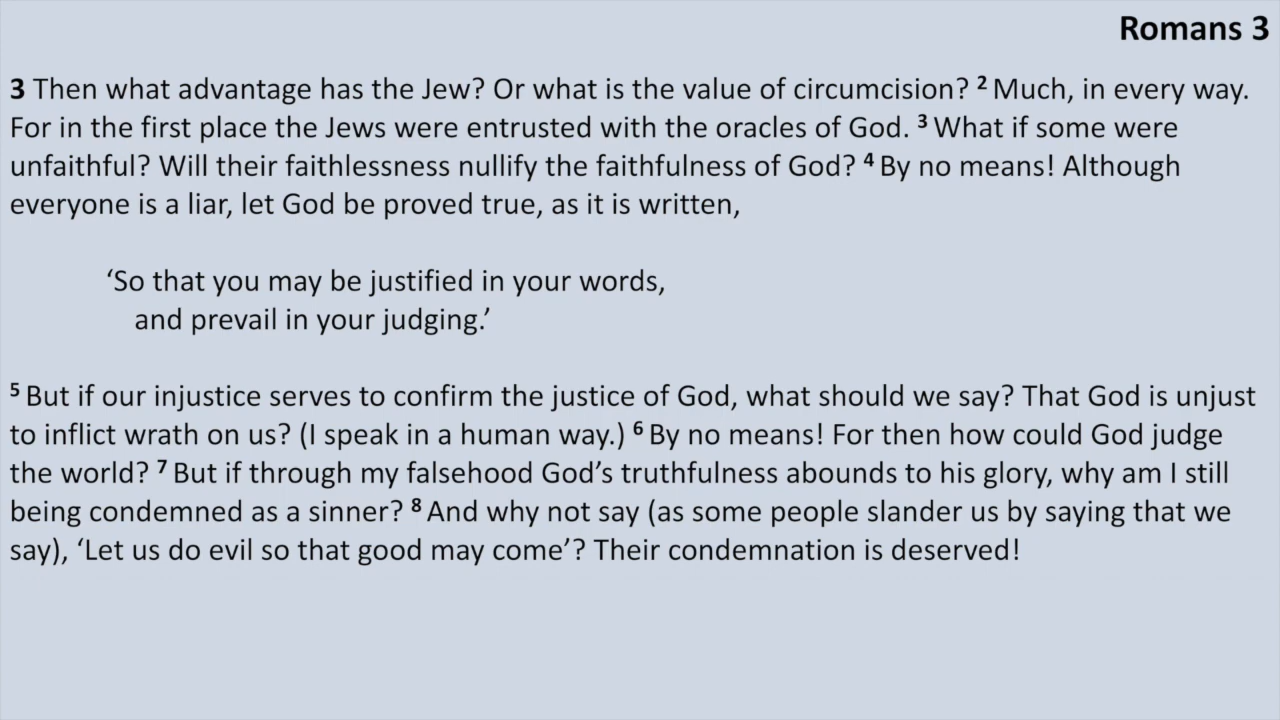 Romans 3
3 Then what advantage has the Jew? Or what is the value of circumcision? 2 Much, in every way.
For in the first place the Jews were entrusted with the oracles of God. 3 What if some were
unfaithful? Will their faithlessness nullify the faithfulness of God? 4 By no means! Although
everyone is a liar, let God be proved true, as it is written,
‘So that you may be justified in your words,
and prevail in your judging.’
5 But if our injustice serves to confirm the justice of God, what should we say? That God is unjust
to inflict wrath on us? (I speak in a human way.) 6 By no means! For then how could God judge
the world? 7 But if through my falsehood God’s truthfulness abounds to his glory, why am I still
being condemned as a sinner? 8 And why not say (as some people slander us by saying that we
say), ‘Let us do evil so that good may come’? Their condemnation is deserved!